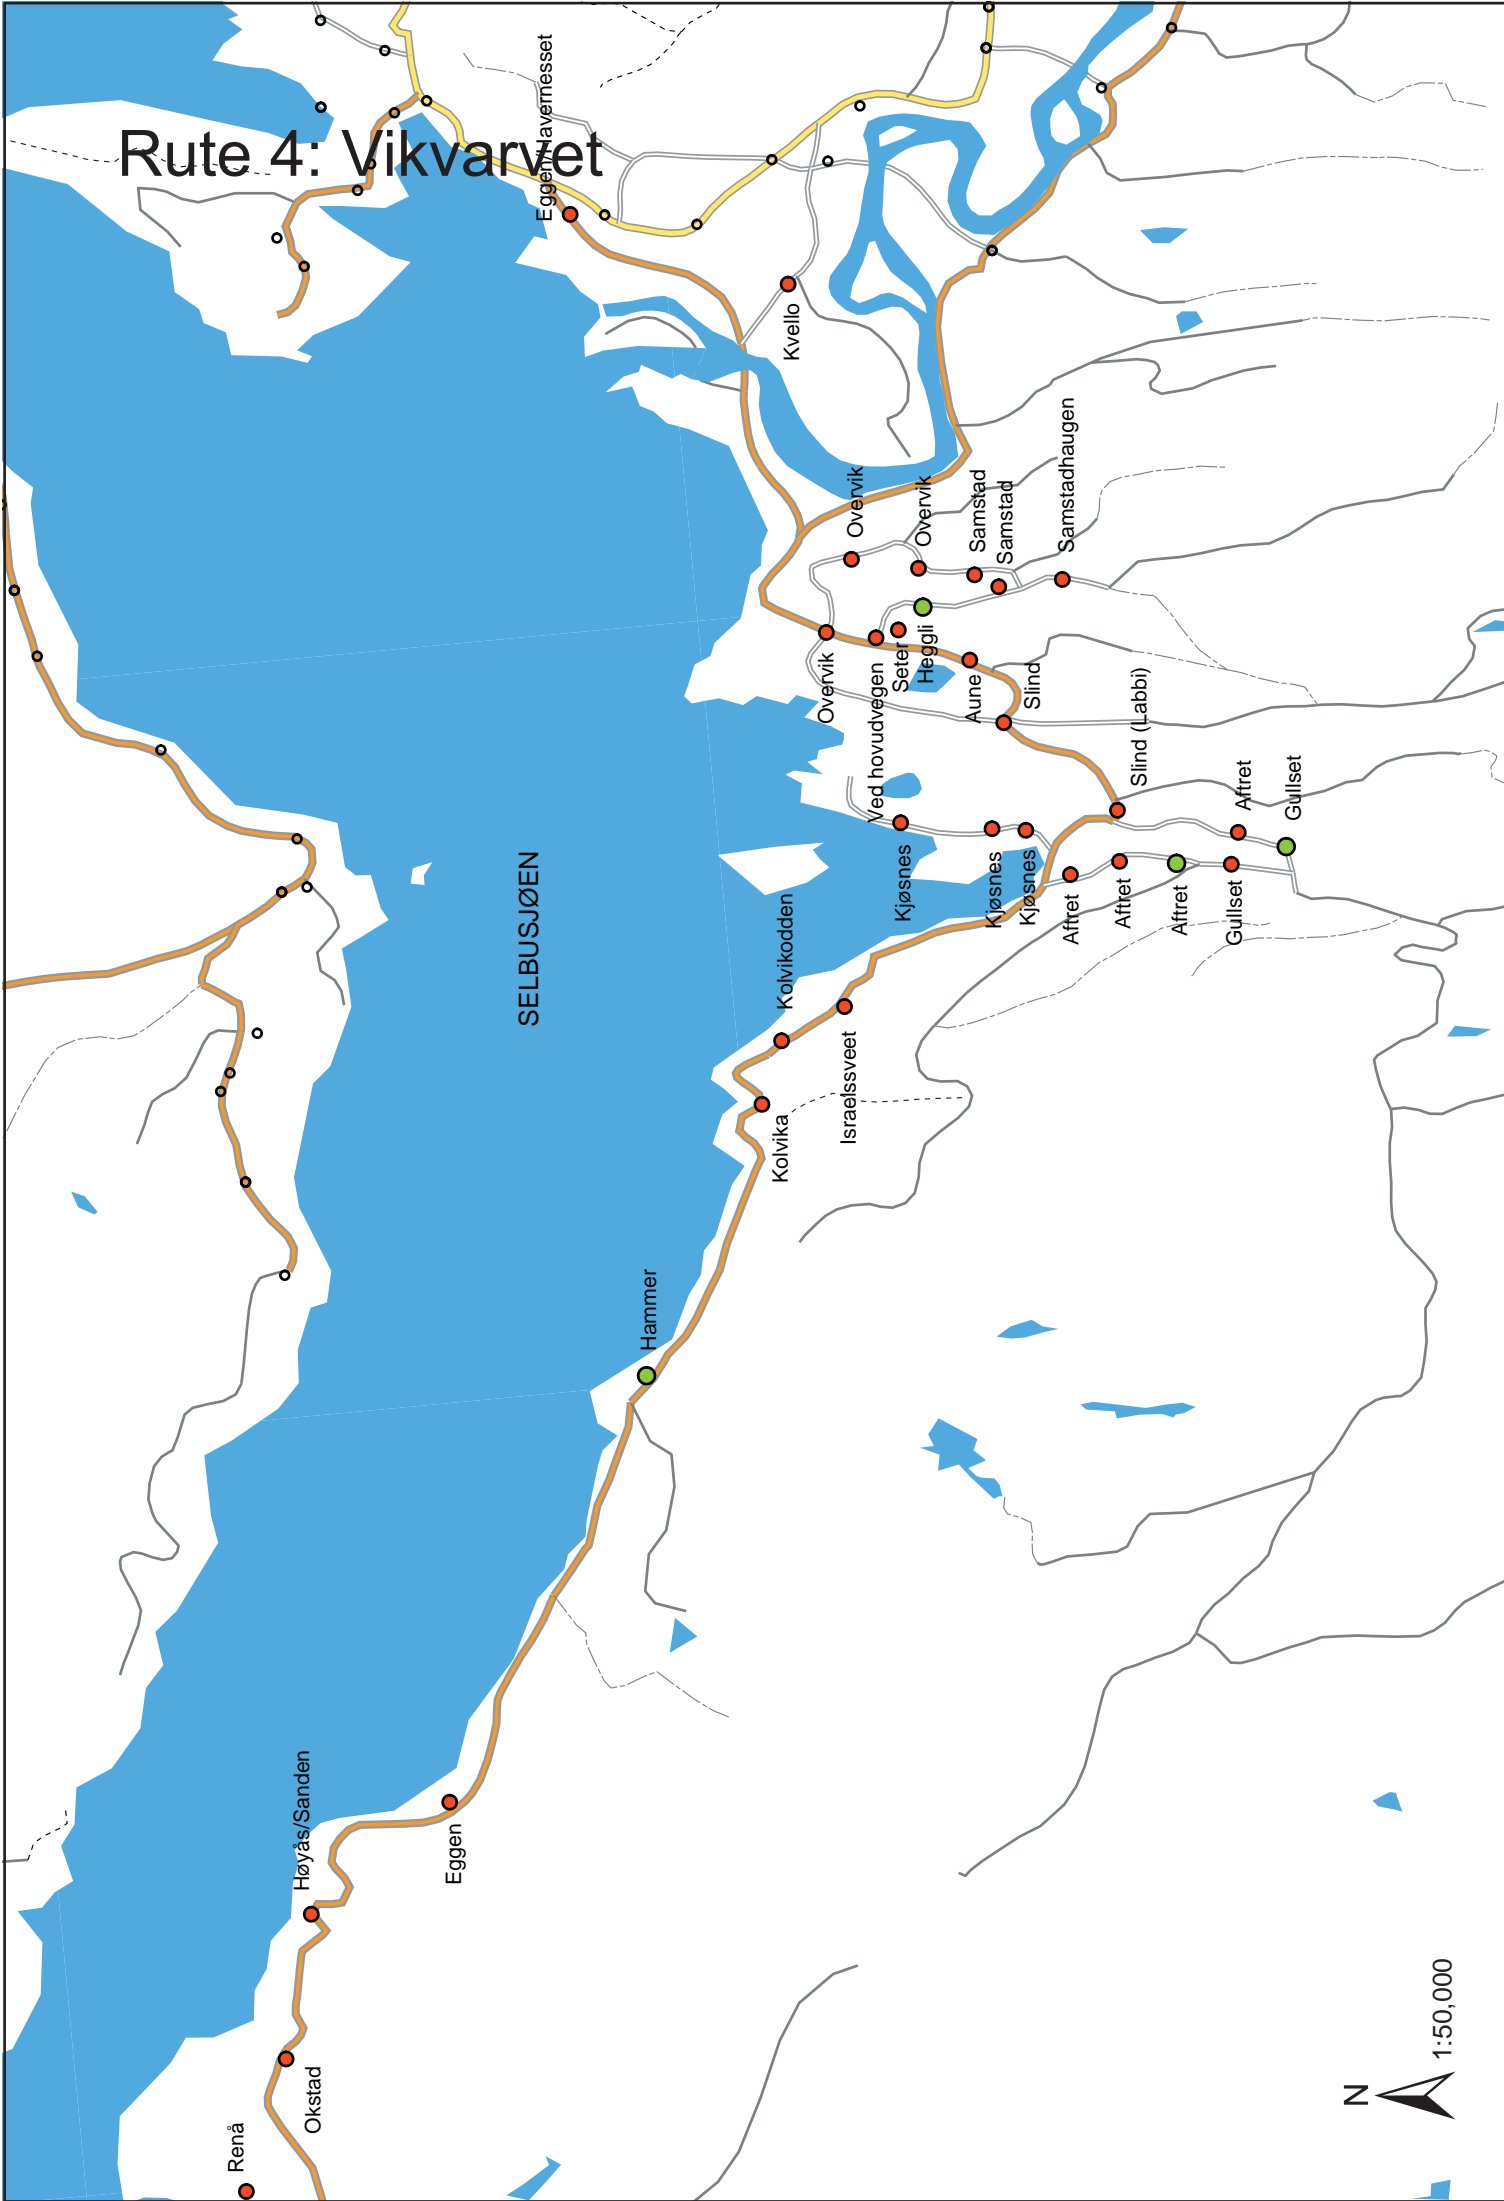 Rute 4: Vikvarvet
Eggen/Havernesset
Kvello
Overvik
Overvik
Samstad
Samstad
Samstadhaugen
Overvik
Ved hovudvegen
Seter
Heggli
Aune
Slind
Slind (Labbi)
Aftret
Gullset
Kjøsnes
Kjøsnes
Kjøsnes
Aftret
Aftret
Aftret
Gullset
SELBUSJØEN
Kolvikodden
Israelssveet
Kolvika
Hammer
Høyås/Sanden
Eggen
Okstad
Renå
N
1:50,000